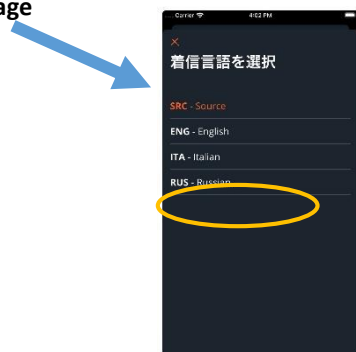 age
Carrier 4:02 PM
×
着信言語を選択
SRC - Source
ENG - English
ITA - Italian
RUS - Russian